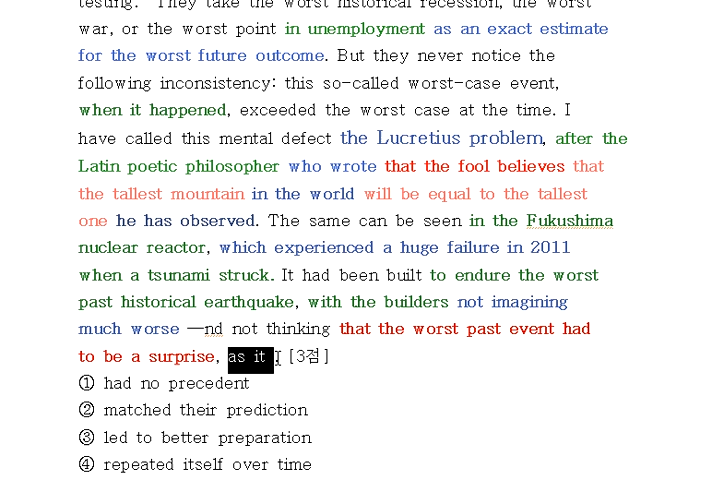 testing." They take the worst historical recession, the worst
war, or the worst point in unemployment as an exact estimate
for the worst future outcome. But they never notice the
following inconsistency: this so-called worst-case event,
when it happened, exceeded the worst case at the time. I
have called this mental defect the Lucretius problem, after the
Latin poetic philosopher who wrote that the fool believes that
the tallest mountain in the world will be equal to the tallest
one he has observed. The same can be seen in the Fukushima
nuclear reactor, which experienced a huge failure in 2011
when a tsunami struck. It had been built to endure the worst
past historical earthquake, with the builders not imagining
much worse —nd not thinking that the worst past event had
to be a surprise, as it [3점]
① had no precedent
② matched their prediction
③ led to better preparation
④ repeated itself over time